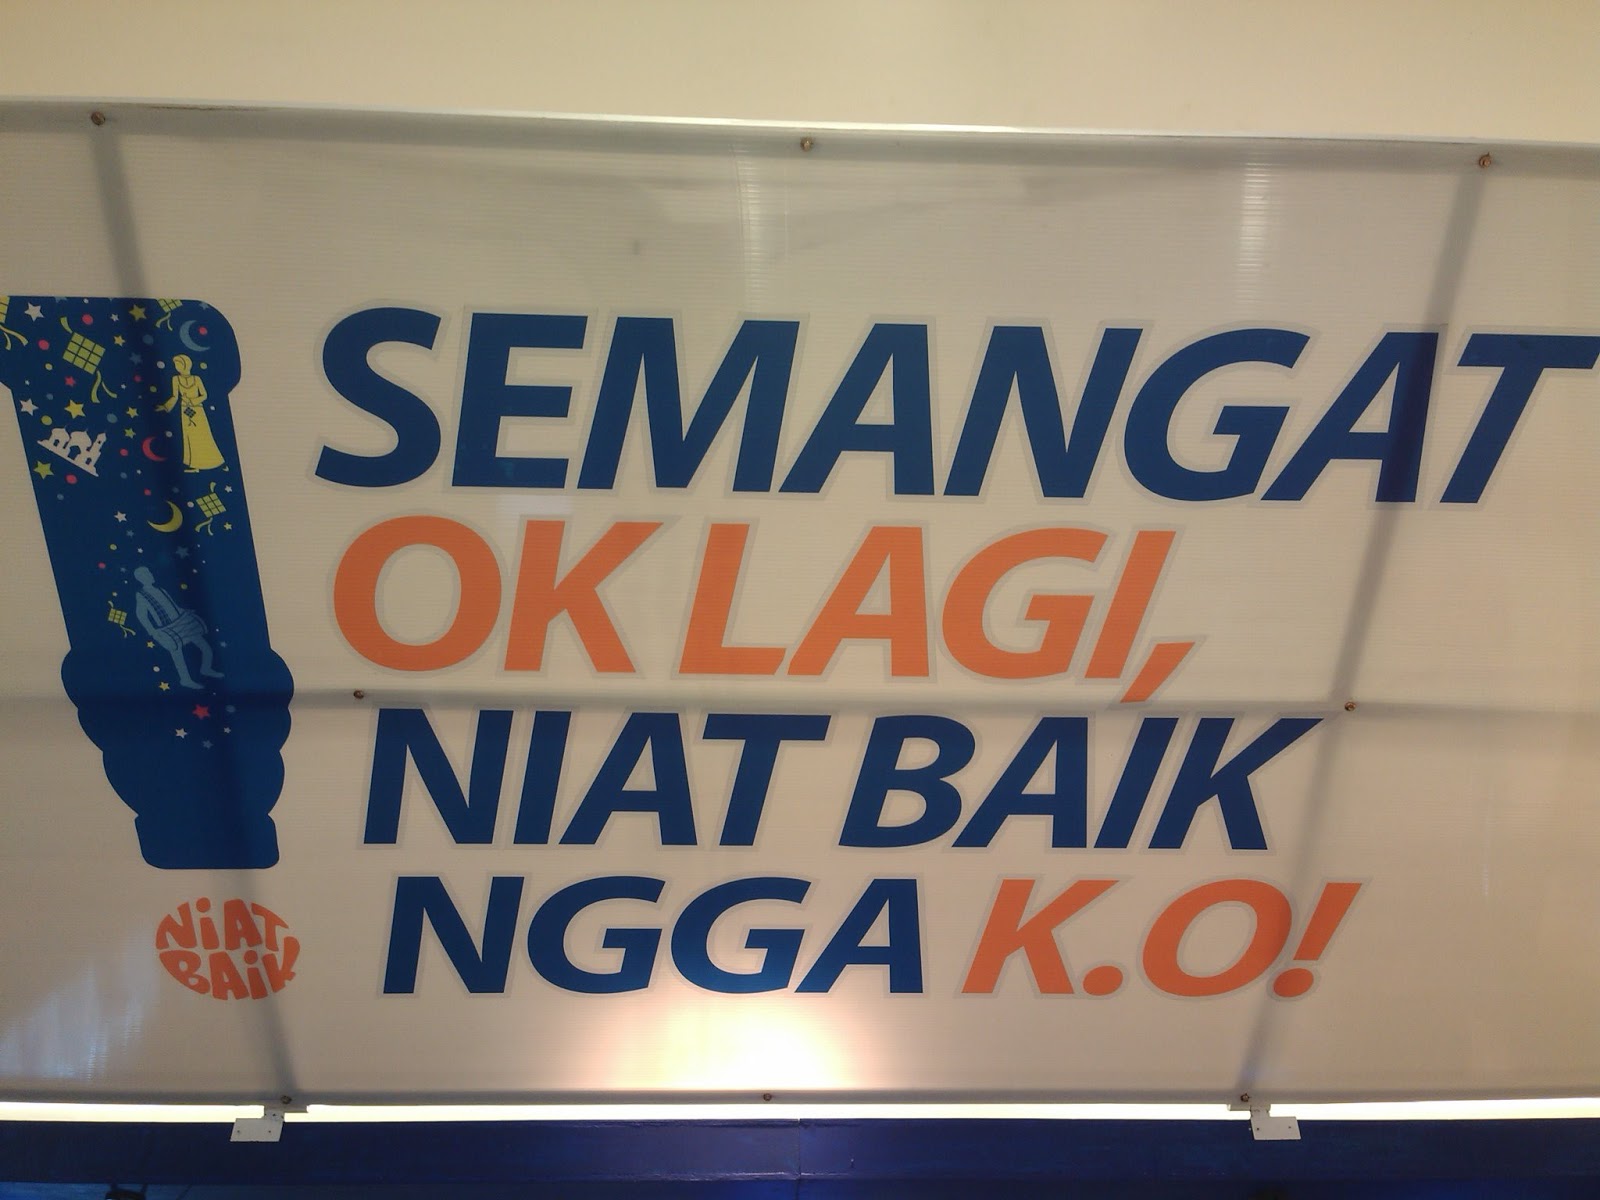 SEMANGAT
OK LAGI,
NIAT BAIK
NGGA K.O!
NiAT
BAiK